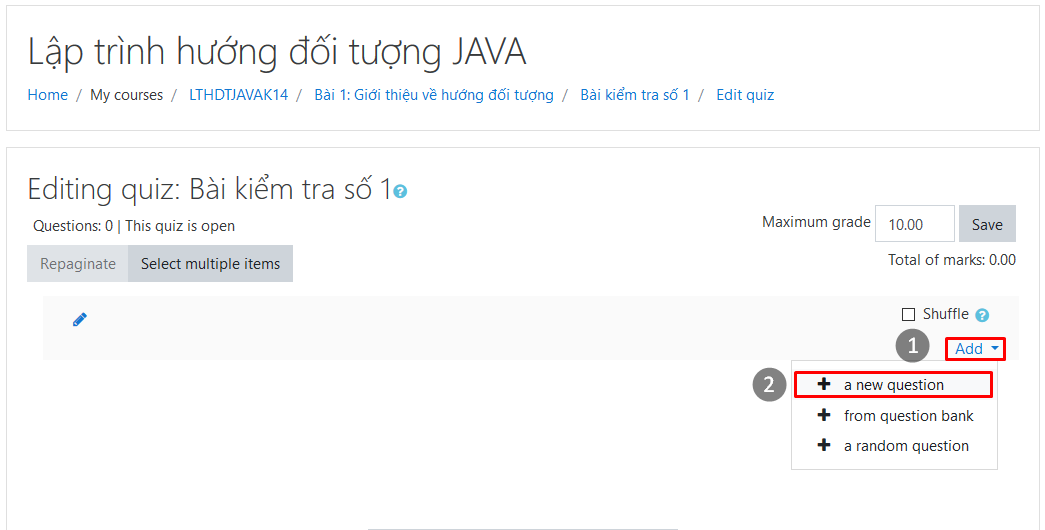 Lập trình hướng đối tượng JAVA
Home / My courses / LTHDTJAVAK14 / Bài 1: Giới thiệu về hướng đối tượng / Bài kiểm tra số 1 / Edit quiz
Editing quiz: Bài kiểm tra số 1
Questions: 0 | This quiz is open
Maximum grade 10.00 Save
Repaginate Select multiple items
Total of marks: 0.00
Shuffle
1 Add
2 a new question
from question bank
a random question